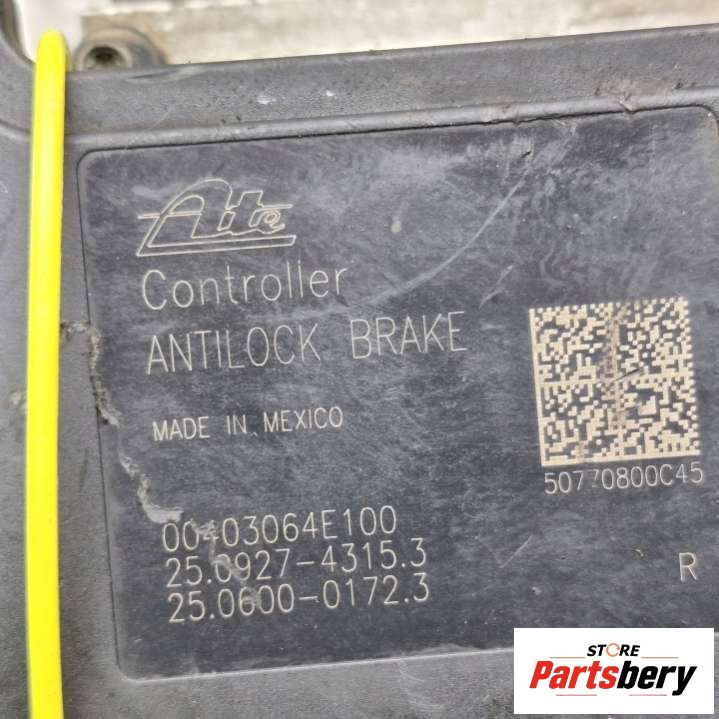 Ate
Controller
ANTILOCK BRAKE
MADE IN MEXICO
50770800C45
00403064E100
25.0927-4315.3
25.0600-0172.3
R
STORE
Partsbery